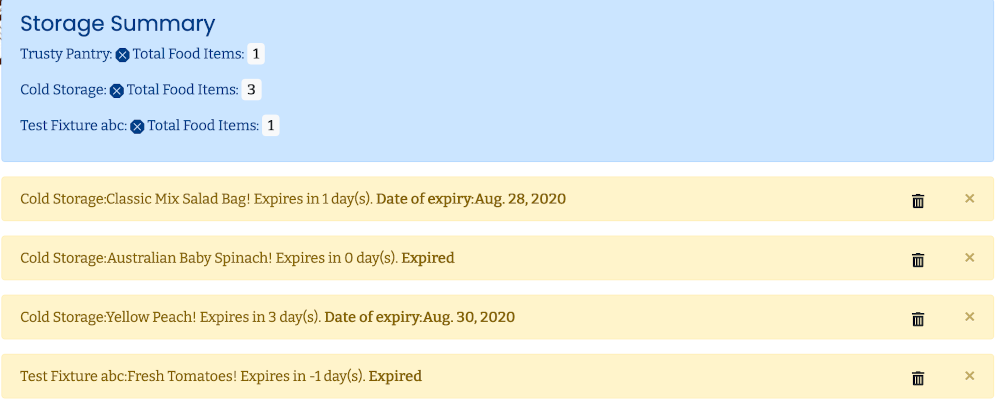 Storage Summary
Trusty Pantry: Total Food Items: 1
Cold Storage: Total Food Items: 3
Test Fixture abc: Total Food Items: 1
Cold Storage:Classic Mix Salad Bag! Expires in 1 day(s). Date of expiry:Aug. 28, 2020
Cold Storage:Australian Baby Spinach! Expires in 0 day(s). Expired
Cold Storage:Yellow Peach! Expires in 3 day(s). Date of expiry:Aug. 30, 2020
Test Fixture abc:Fresh Tomatoes! Expires in -1 day(s). Expired